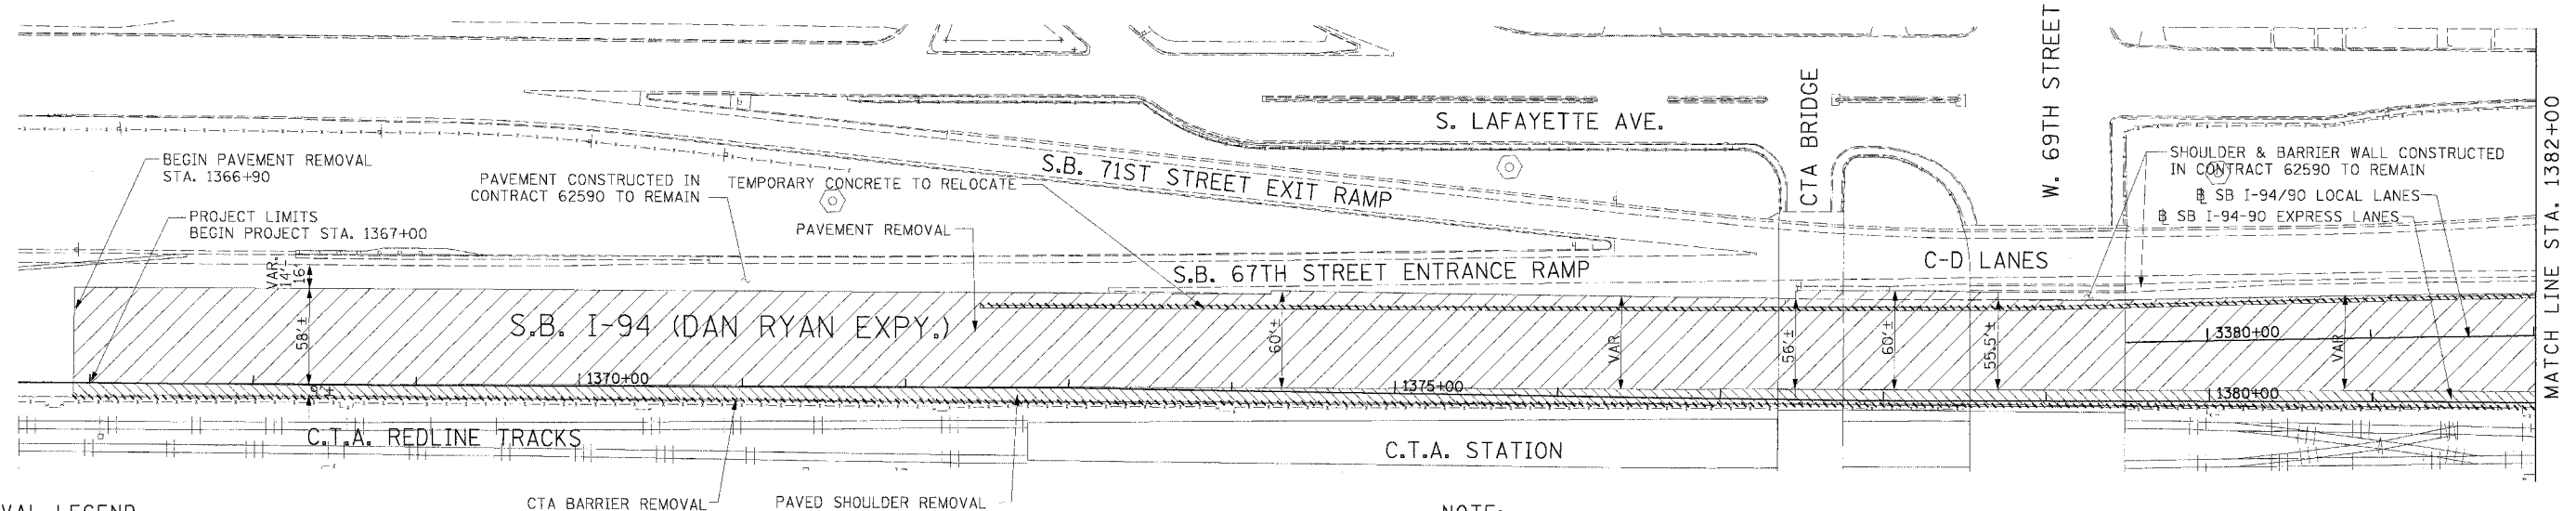 W. 69TH STREET
CTA BRIDGE
S. LAFAYETTE AVE.
MATCH LINE STA. 1382+00
BEGIN PAVEMENT REMOVAL
STA. 1366+90
PAVEMENT CONSTRUCTED IN
CONTRACT 62590 TO REMAIN
TEMPORARY CONCRETE TO RELOCATE
S.B. 71ST STREET EXIT RAMP
SHOULDER & BARRIER WALL CONSTRUCTED
IN CONTRACT 62590 TO REMAIN
SB I-94/90 LOCAL LANES
SB I-94-90 EXPRESS LANES
PROJECT LIMITS
BEGIN PROJECT STA. 1367+00
PAVEMENT REMOVAL
VAR.
14'-
16'
S.B. 67TH STREET ENTRANCE RAMP
C-D LANES
S.B. I-94 (DAN RYAN EXPY.)
58'±
60'±
VAR
56'±
60'±
55.5'±
3380+00
VAR
1370+00
1375+00
1380+00
C.T.A. REDLINE TRACKS
C.T.A. STATION
CTA BARRIER REMOVAL
PAVED SHOULDER REMOVAL